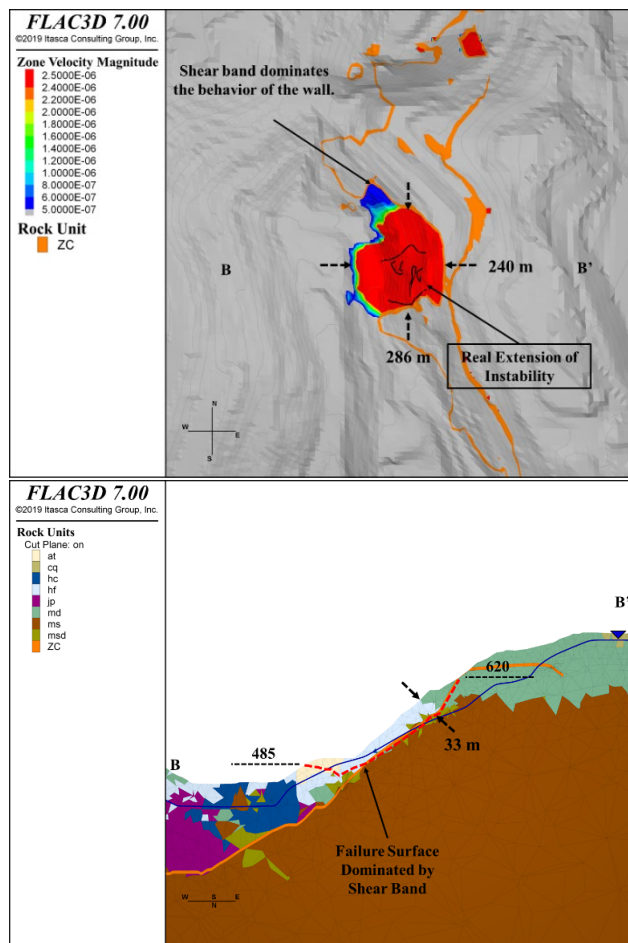 FLAC3D 7.00
©2019 Itasca Consulting Group, Inc.
Zone Velocity Magnitude
2.5000E-06
2.4000E-06
2.2000E-06
2.0000E-06
1.8000E-06
1.6000E-06
1.4000E-06
1.2000E-06
1.0000E-06
8.0000E-07
6.0000E-07
5.0000E-07
Rock Unit
ZC
Shear band dominates
the behavior of the wall.
B
240 m
B'
286 m
Real Extension of
Instability
N
W
E
S
FLAC3D 7.00
©2019 Itasca Consulting Group, Inc.
Rock Units
Cut Plane: on
at
cq
hc
hf
jp
md
ms
msd
ZC
B'
620
33 m
485
B
Failure Surface
Dominated by
Shear Band
W S E
N